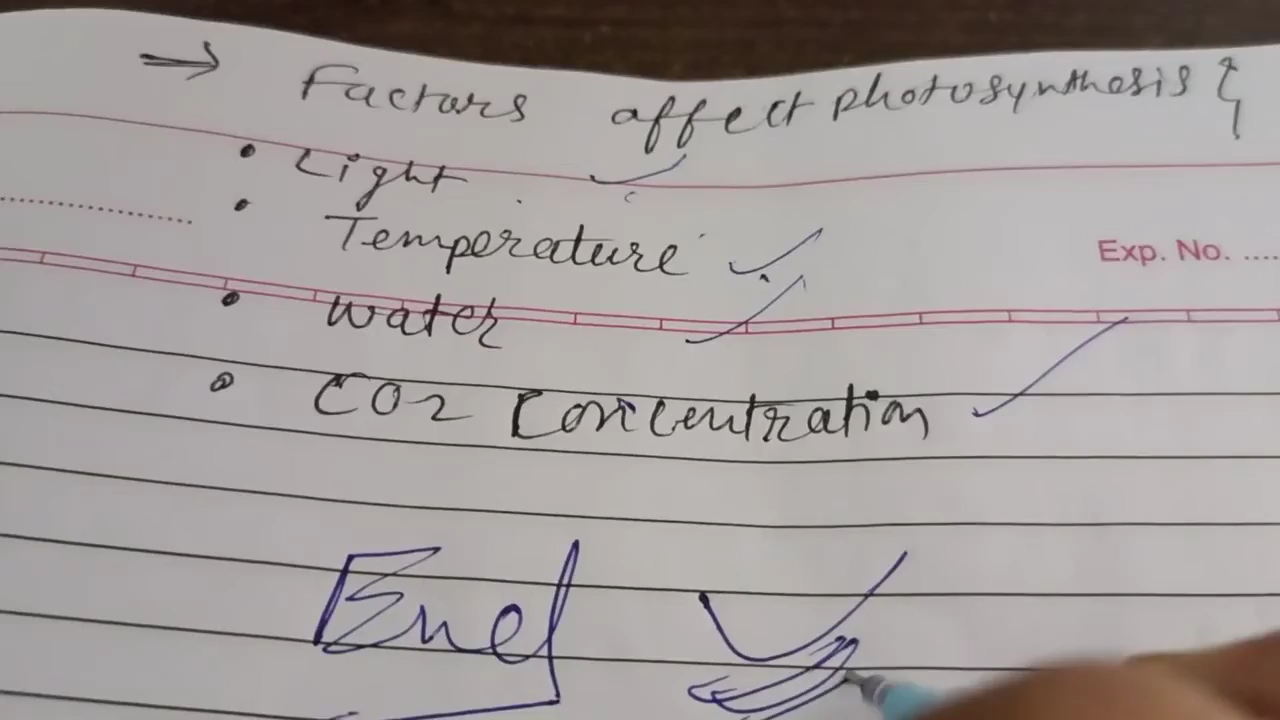 → Factors affect photosynthesis {
• Light
• Temperature
Exp. No. ....
• water
• CO2 Concentration
End